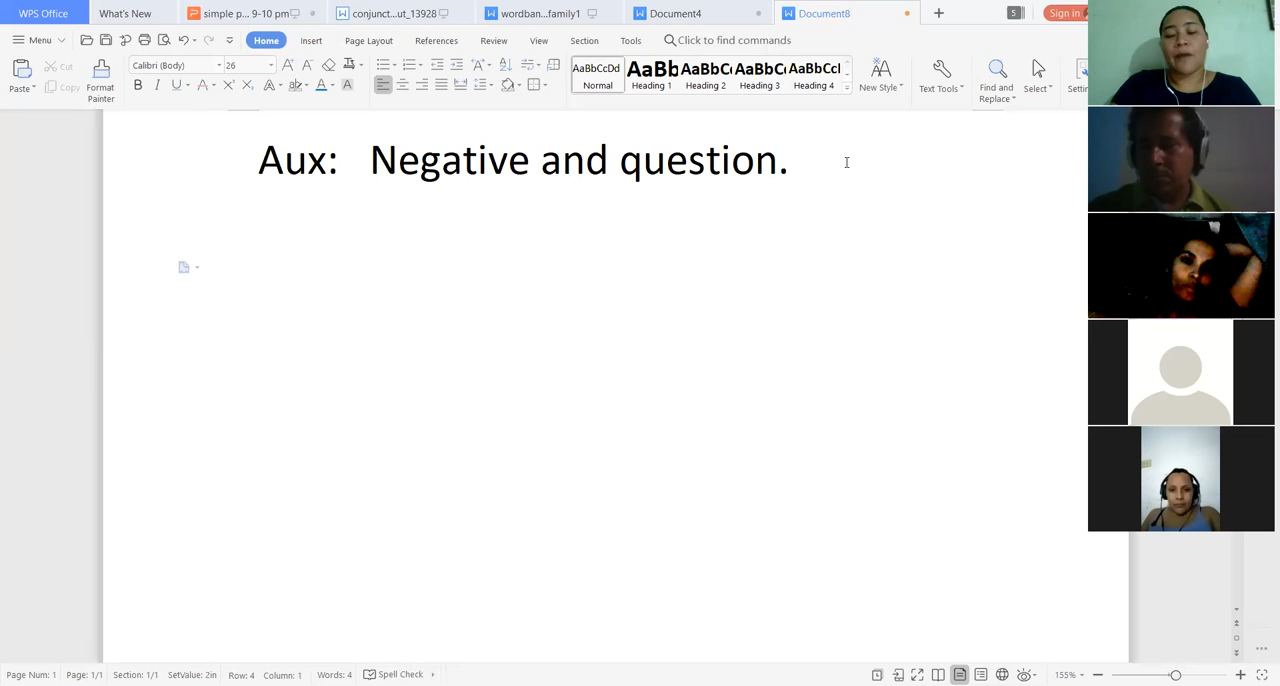 WPS Office What's New simple p... 9-10 pm conjunct...ut_13928 wordban...family1 Document4 Document8 5 Sign in
Menu Home Insert Page Layout References Review View Section Tools Click to find commands
Paste Cut Copy Format Painter Calibri (Body) 26 AaBbCcDd Normal AaBb Heading 1 AaBbC Heading 2 AaBbC Heading 3 AaBbCcI Heading 4 New Style Text Tools Find and Replace Select
Aux: Negative and question.
Page Num: 1 Page: 1/1 Section: 1/1 SetValue: 2in Row: 4 Column: 1 Words: 4 Spell Check 155%